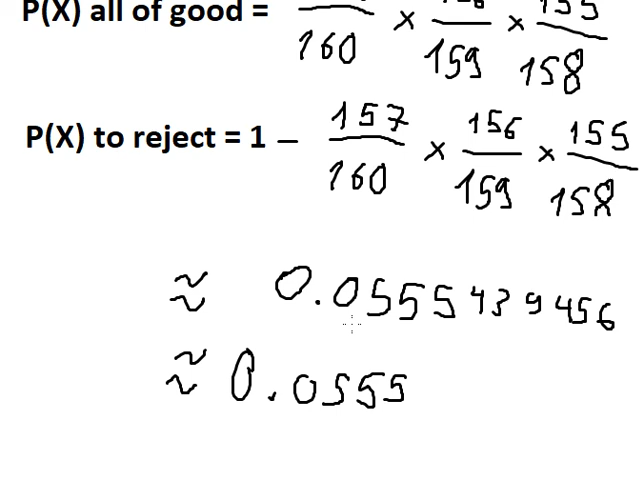 P(X) all of good = × × 155
160 159 158
157 156 155
P(X) to reject = 1 − × ×
160 159 158
≈ 0.0555439456
≈ 0.0555